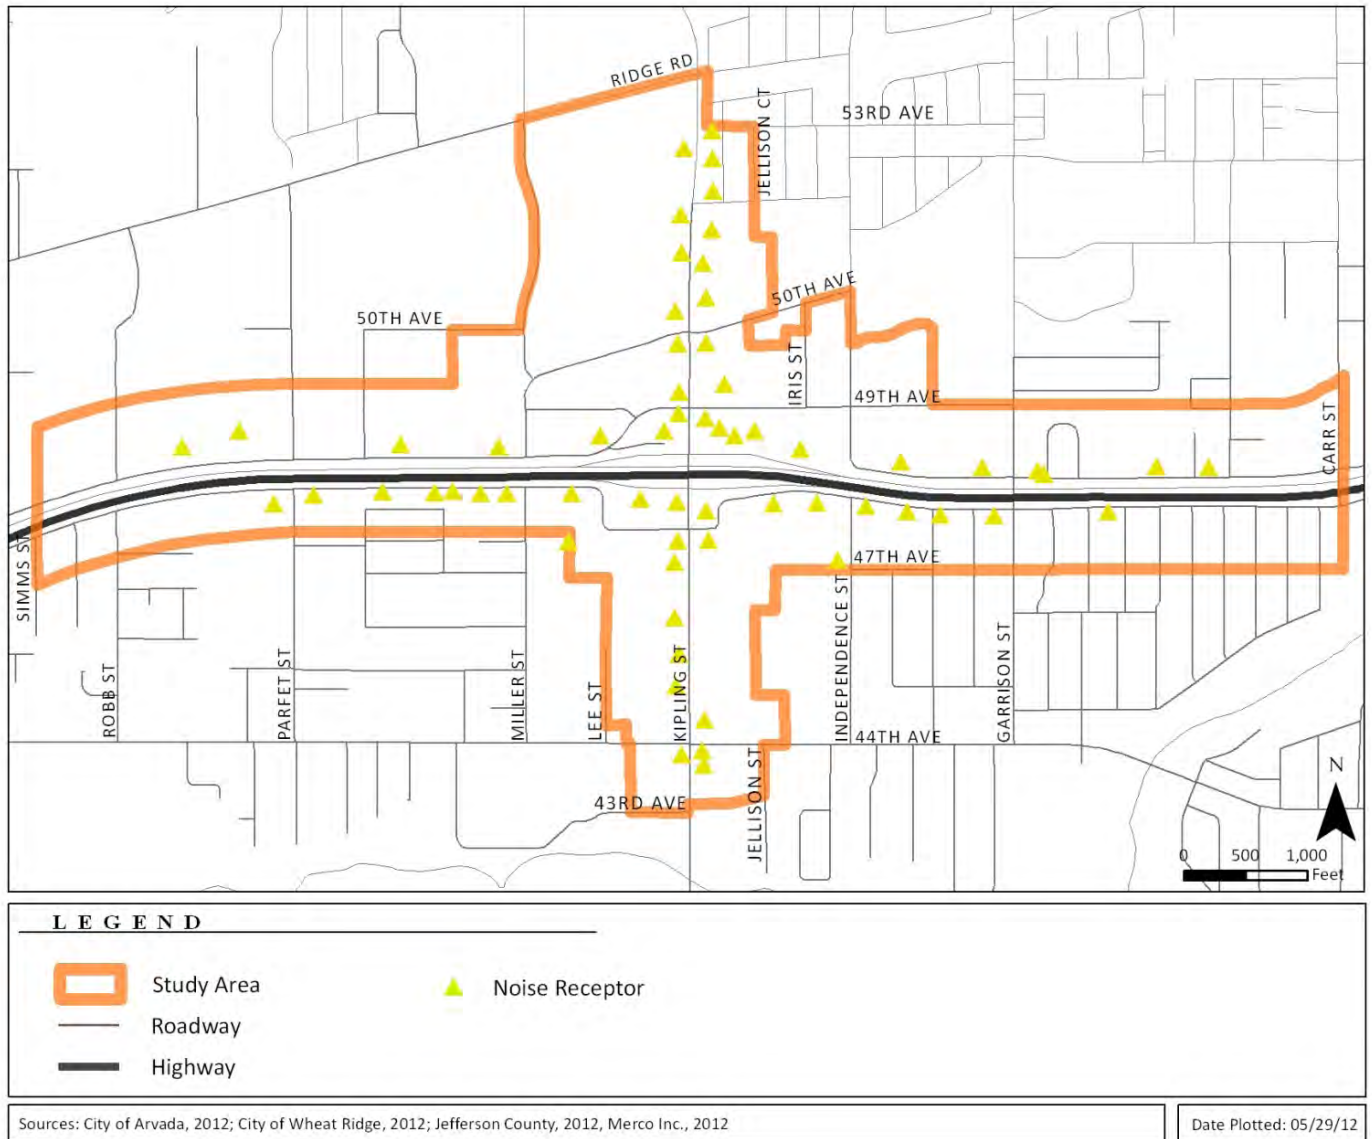 RIDGE RD
53RD AVE
JELLISON CT
50TH AVE
50TH AVE
IRIS ST
49TH AVE
CARR ST
SIMMS ST
47TH AVE
ROBB ST
PARFET ST
MILLER ST
LEE ST
KIPLING ST
INDEPENDENCE ST
GARRISON ST
44TH AVE
JELLISON ST
43RD AVE
N
0 500 1,000
Feet
LEGEND
Study Area
Noise Receptor
Roadway
Highway
Sources: City of Arvada, 2012; City of Wheat Ridge, 2012; Jefferson County, 2012, Merco Inc., 2012
Date Plotted: 05/29/12